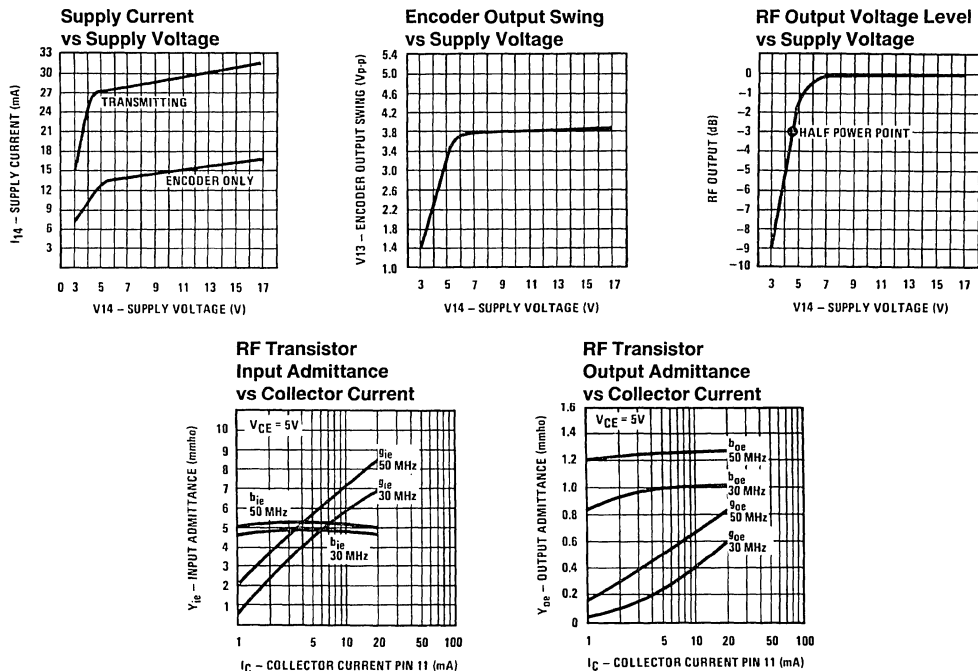 Supply Current
vs Supply Voltage
33
30
27
24
21
18
15
12
9
6
3
I14 – SUPPLY CURRENT (mA)
TRANSMITTING
ENCODER ONLY
0 3 5 7 9 11 13 15 17
V14 – SUPPLY VOLTAGE (V)
Encoder Output Swing
vs Supply Voltage
5.4
5.0
4.6
4.2
3.8
3.4
3.0
2.6
2.2
1.8
1.4
1.0
V13 – ENCODER OUTPUT SWING (Vp-p)
3 5 7 9 11 13 15 17
V14 – SUPPLY VOLTAGE (V)
RF Output Voltage Level
vs Supply Voltage
0
–1
–2
–3
–4
–5
–6
–7
–8
–9
–10
RF OUTPUT (dB)
HALF POWER POINT
3 5 7 9 11 13 15 17
V14 – SUPPLY VOLTAGE (V)
RF Transistor
Input Admittance
vs Collector Current
10
9
8
7
6
5
4
3
2
1
Yie – INPUT ADMITTANCE (mmho)
VCE = 5V
gie
50 MHz
gie
30 MHz
bie
50 MHz
bie
30 MHz
1 5 10 20 50 100
IC – COLLECTOR CURRENT PIN 11 (mA)
RF Transistor
Output Admittance
vs Collector Current
1.6
1.4
1.2
1.0
0.8
0.6
0.4
0.2
0
Yoe – OUTPUT ADMITTANCE (mmho)
VCE = 5V
boe
50 MHz
boe
30 MHz
goe
50 MHz
goe
30 MHz
1 5 10 20 50 100
IC – COLLECTOR CURRENT PIN 11 (mA)